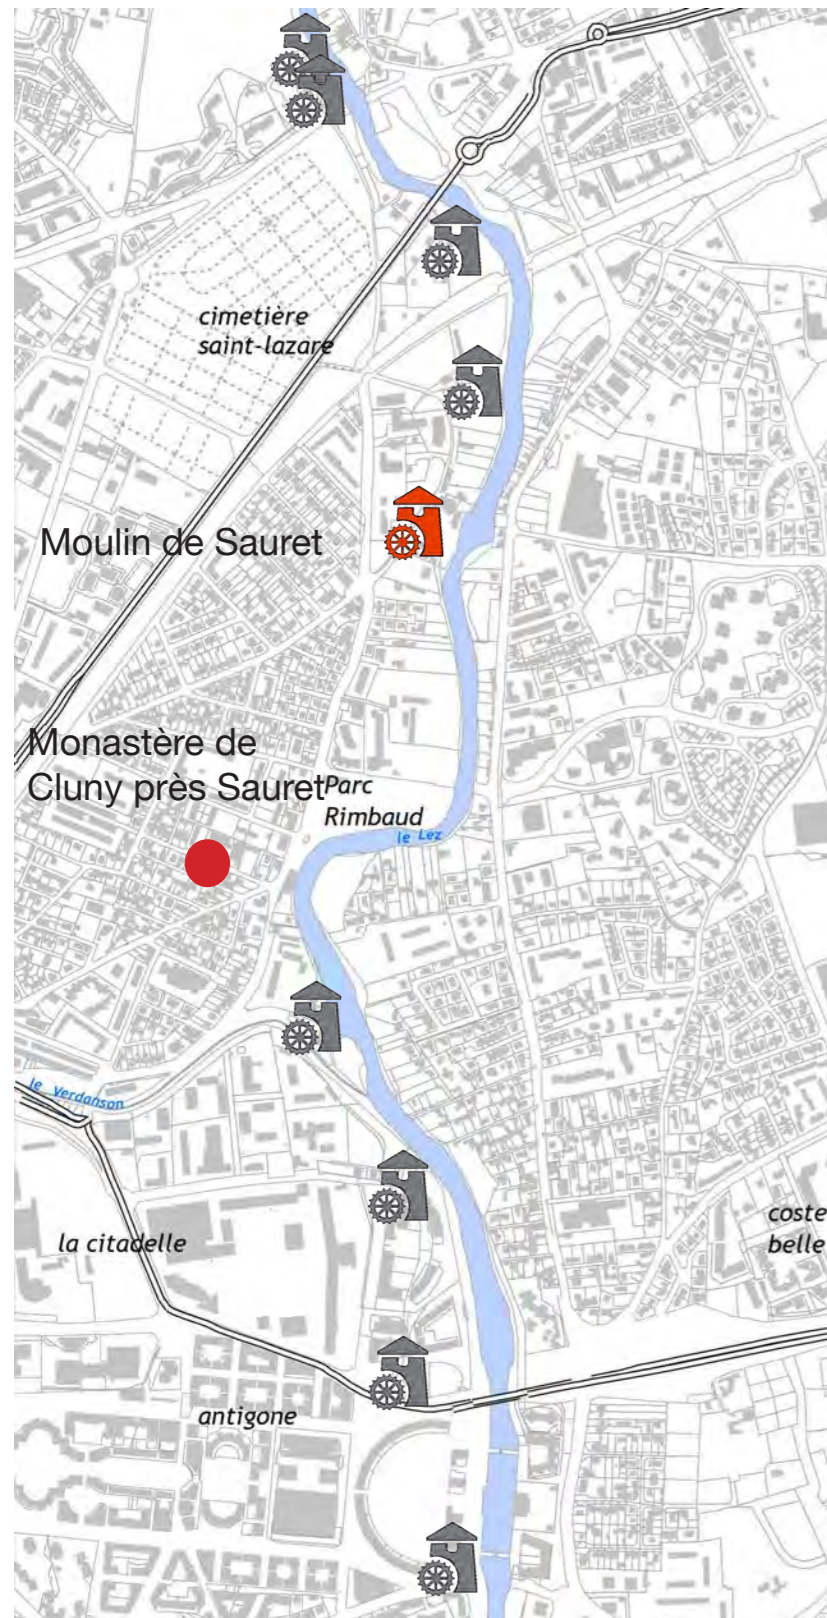 cimetière
saint-lazare
Moulin de Sauret
Monastère de
Cluny près Sauret
Parc
Rimbaud
le Lez
le Verdanson
la citadelle
coste
belle
antigone